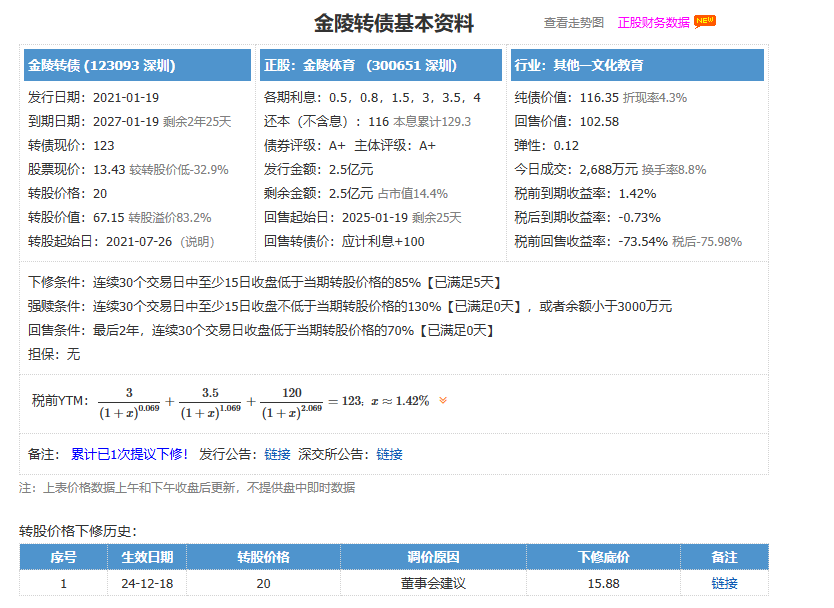 金陵转债基本资料 查看走势图 正股财务数据 NEW
金陵转债 (123093 深圳)
发行日期：2021-01-19
到期日期：2027-01-19 剩余2年25天
转债现价：123
股票现价：13.43 较转股价低-32.9%
转股价格：20
转股价值：67.15 转股溢价83.2%
转股起始日：2021-07-26（说明）
正股：金陵体育 （300651 深圳）
各期利息：0.5，0.8，1.5，3，3.5，4
还本（不含息）：116 本息累计129.3
债券评级：A+ 主体评级：A+
发行金额：2.5亿元
剩余金额：2.5亿元 占市值14.4%
回售起始日：2025-01-19 剩余25天
回售转债价：应计利息+100
行业：其他—文化教育
纯债价值：116.35 折现率4.3%
回售价值：102.58
弹性：0.12
今日成交：2,688万元 换手率8.8%
税前到期收益率：1.42%
税后到期收益率：-0.73%
税前回售收益率：-73.54% 税后-75.98%
下修条件：连续30个交易日中至少15日收盘低于当期转股价格的85%【已满足5天】
强赎条件：连续30个交易日中至少15日收盘不低于当期转股价格的130%【已满足0天】，或者余额小于3000万元
回售条件：最后2年，连续30个交易日收盘低于当期转股价格的70%【已满足0天】
担保：无
税前YTM： 3/(1+x)^0.069 + 3.5/(1+x)^1.069 + 120/(1+x)^2.069 = 123; x ≈ 1.42%
备注： 累计已1次提议下修！ 发行公告：链接 深交所公告：链接
注：上表价格数据上午和下午收盘后更新，不提供盘中即时数据
转股价格下修历史：
序号 生效日期 转股价格 调价原因 下修底价 备注
1 24-12-18 20 董事会建议 15.88 链接